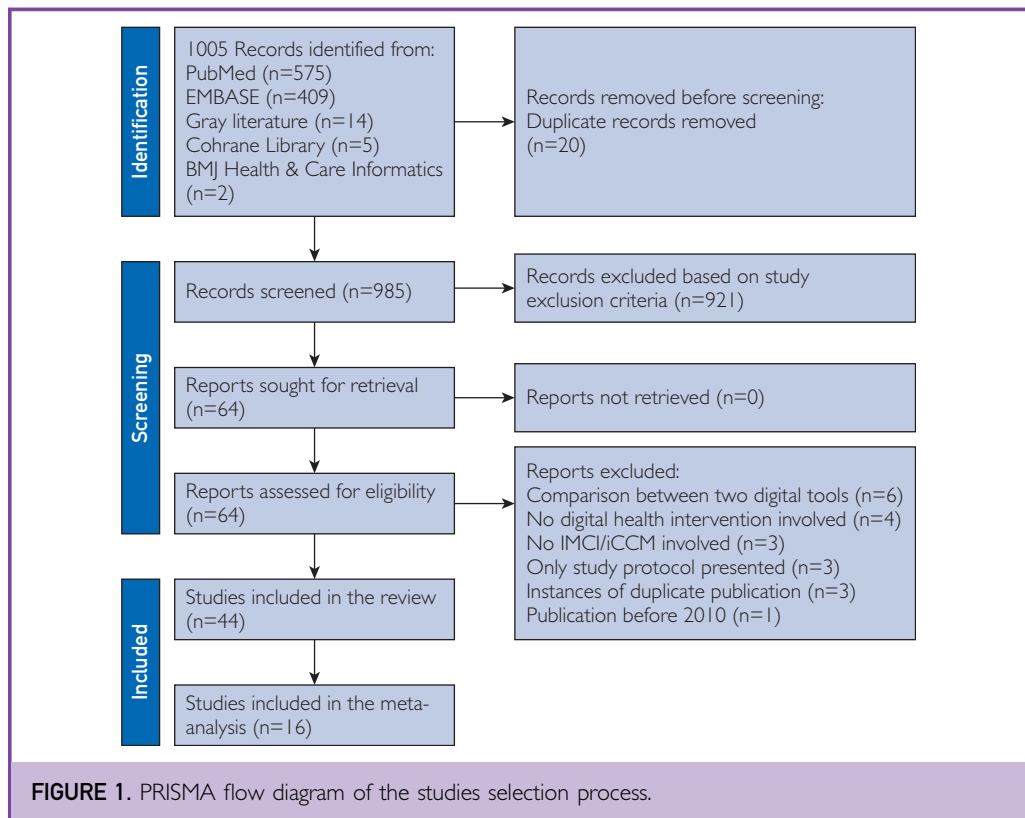 Identification
1005 Records identified from:
PubMed (n=575)
EMBASE (n=409)
Gray literature (n=14)
Cohrane Library (n=5)
BMJ Health & Care Informatics
(n=2)
Records removed before screening:
Duplicate records removed
(n=20)
Screening
Records screened (n=985)
Records excluded based on study
exclusion criteria (n=921)
Reports sought for retrieval
(n=64)
Reports not retrieved (n=0)
Reports assessed for eligibility
(n=64)
Reports excluded:
Comparison between two digital tools (n=6)
No digital health intervention involved (n=4)
No IMCI/iCCM involved (n=3)
Only study protocol presented (n=3)
Instances of duplicate publication (n=3)
Publication before 2010 (n=1)
Included
Studies included in the review
(n=44)
Studies included in the meta-
analysis (n=16)
FIGURE 1. PRISMA flow diagram of the studies selection process.